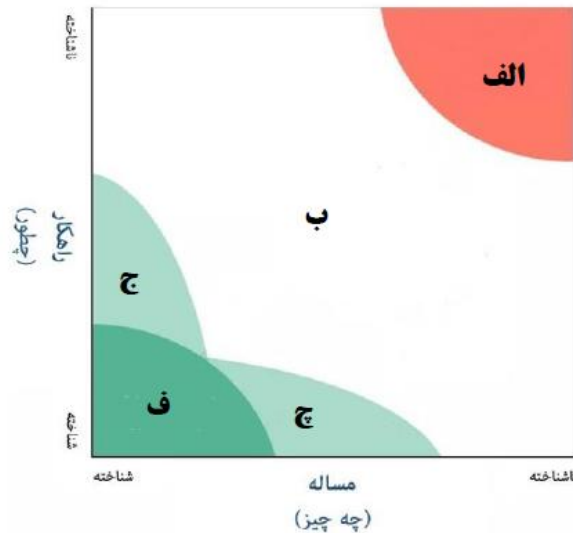 ناشناخته
الف
ب
راهکار
(چطور)
ج
ف
چ
شناخته
شناخته
مساله
(چه چیز)
ناشناخته